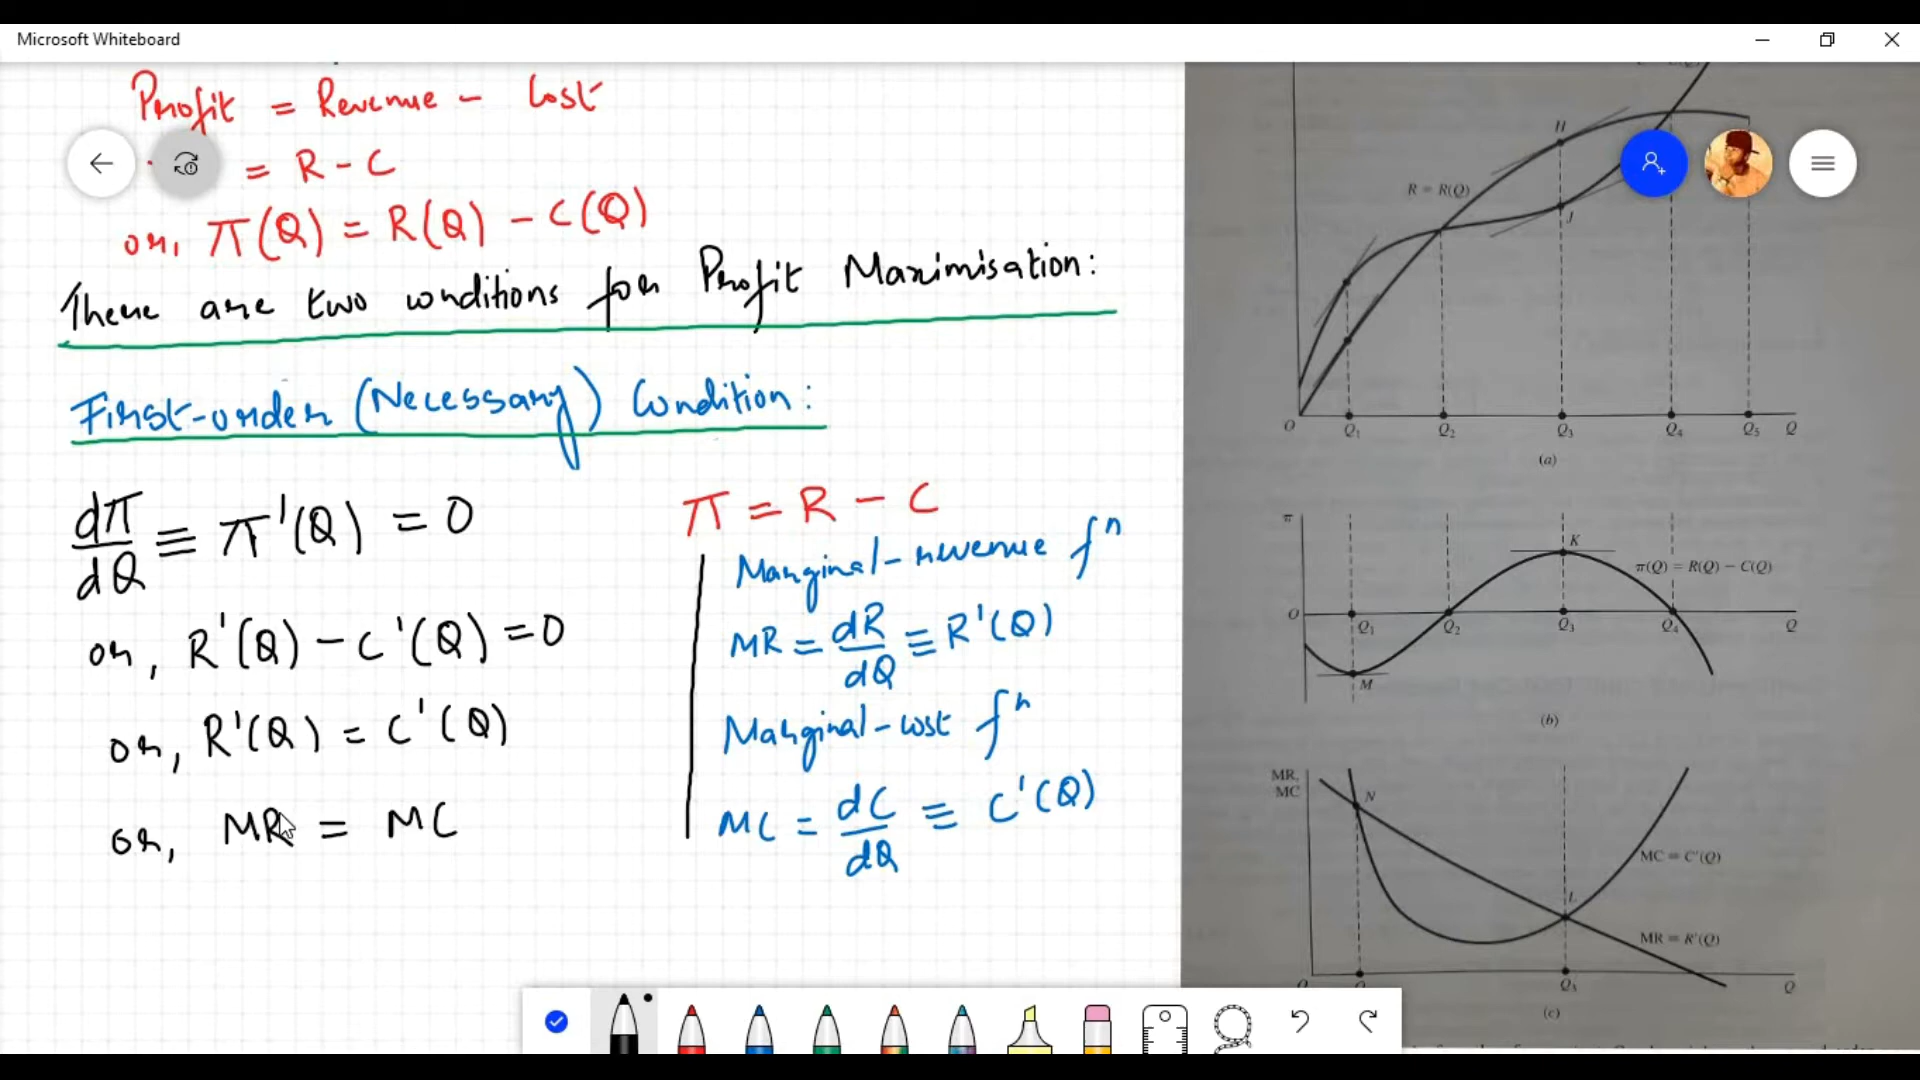 Microsoft Whiteboard
Profit = Revenue - Cost
= R - C
or, π(Q) = R(Q) - C(Q)
There are two conditions for Profit Maximisation:
First-order (Necessary) Condition:
dπ/dQ ≡ π'(Q) = 0
or, R'(Q) - C'(Q) = 0
or, R'(Q) = C'(Q)
or, MR = MC
π = R - C
Marginal-revenue fⁿ
MR = dR/dQ ≡ R'(Q)
Marginal-cost fⁿ
MC = dC/dQ ≡ C'(Q)
H
R = R(Q)
J
O Q₁ Q₂ Q₃ Q₄ Q₅ Q
(a)
π
K
π(Q) = R(Q) − C(Q)
O Q₁ Q₂ Q₃ Q₄ Q
M
(b)
MR,
MC
N
MC = C'(Q)
L
MR = R'(Q)
Q₃ Q
(c)